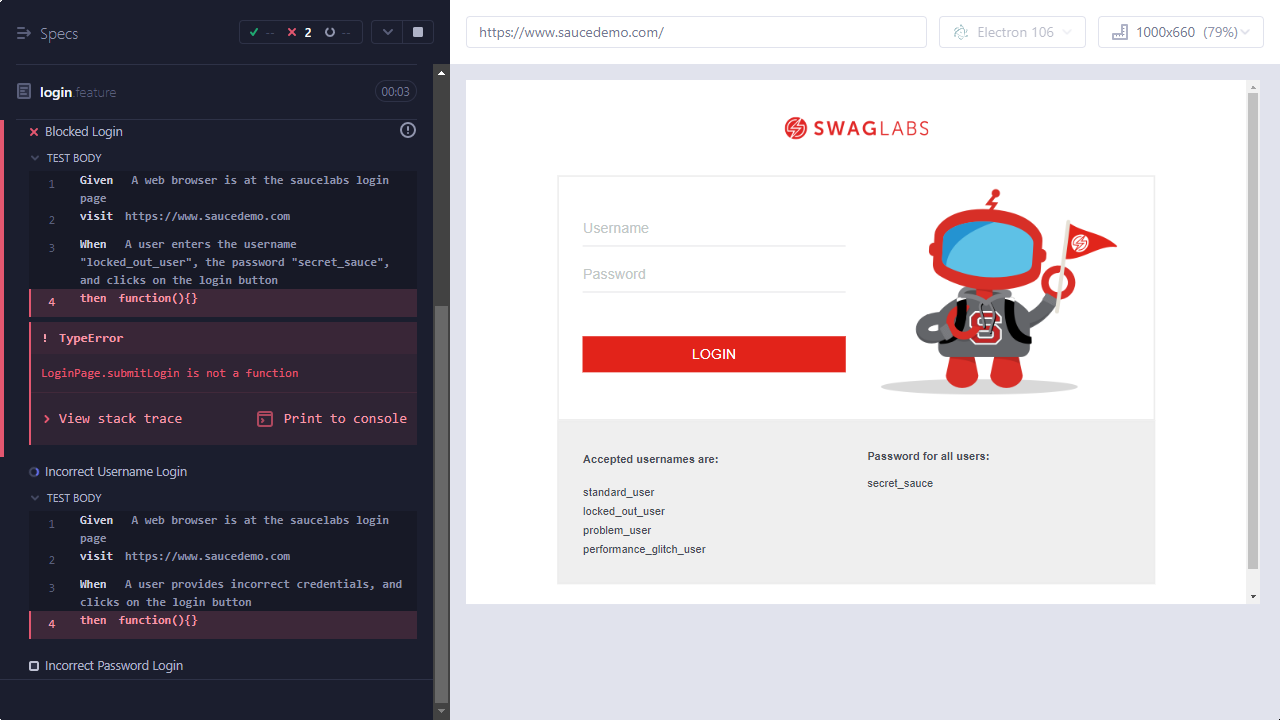 Specs
-- 2 --
login.feature
00:03
Blocked Login
TEST BODY
1 Given A web browser is at the saucelabs login
page
2 visit https://www.saucedemo.com
3 When A user enters the username
"locked_out_user", the password "secret_sauce",
and clicks on the login button
4 then function(){}
! TypeError
LoginPage.submitLogin is not a function
View stack trace
Print to console
Incorrect Username Login
TEST BODY
1 Given A web browser is at the saucelabs login
page
2 visit https://www.saucedemo.com
3 When A user provides incorrect credentials, and
clicks on the login button
4 then function(){}
Incorrect Password Login
https://www.saucedemo.com/
Electron 106
1000x660 (79%)
SWAGLABS
Username
Password
LOGIN
S
Accepted usernames are:
standard_user
locked_out_user
problem_user
performance_glitch_user
Password for all users:
secret_sauce